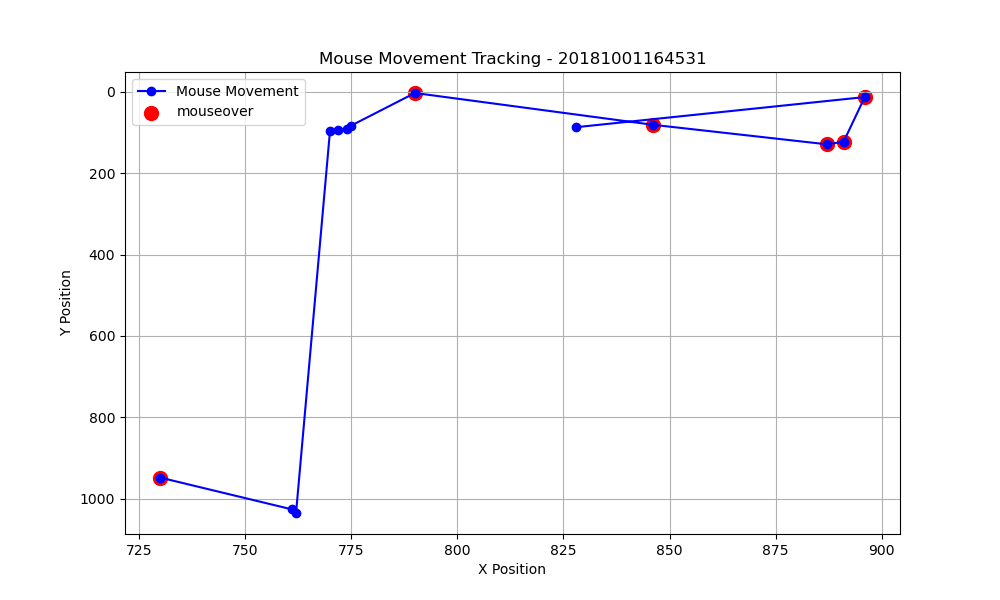 Mouse Movement Tracking - 20181001164531
Mouse Movement
mouseover
0
200
400
600
800
1000
Y Position
725 750 775 800 825 850 875 900
X Position